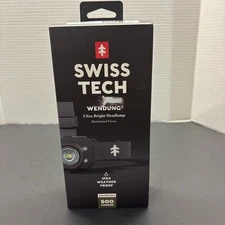 SWISS
TECH
WENDUNG
Ultra Bright Headlamp
IPX4
WEATHER
PROOF
500